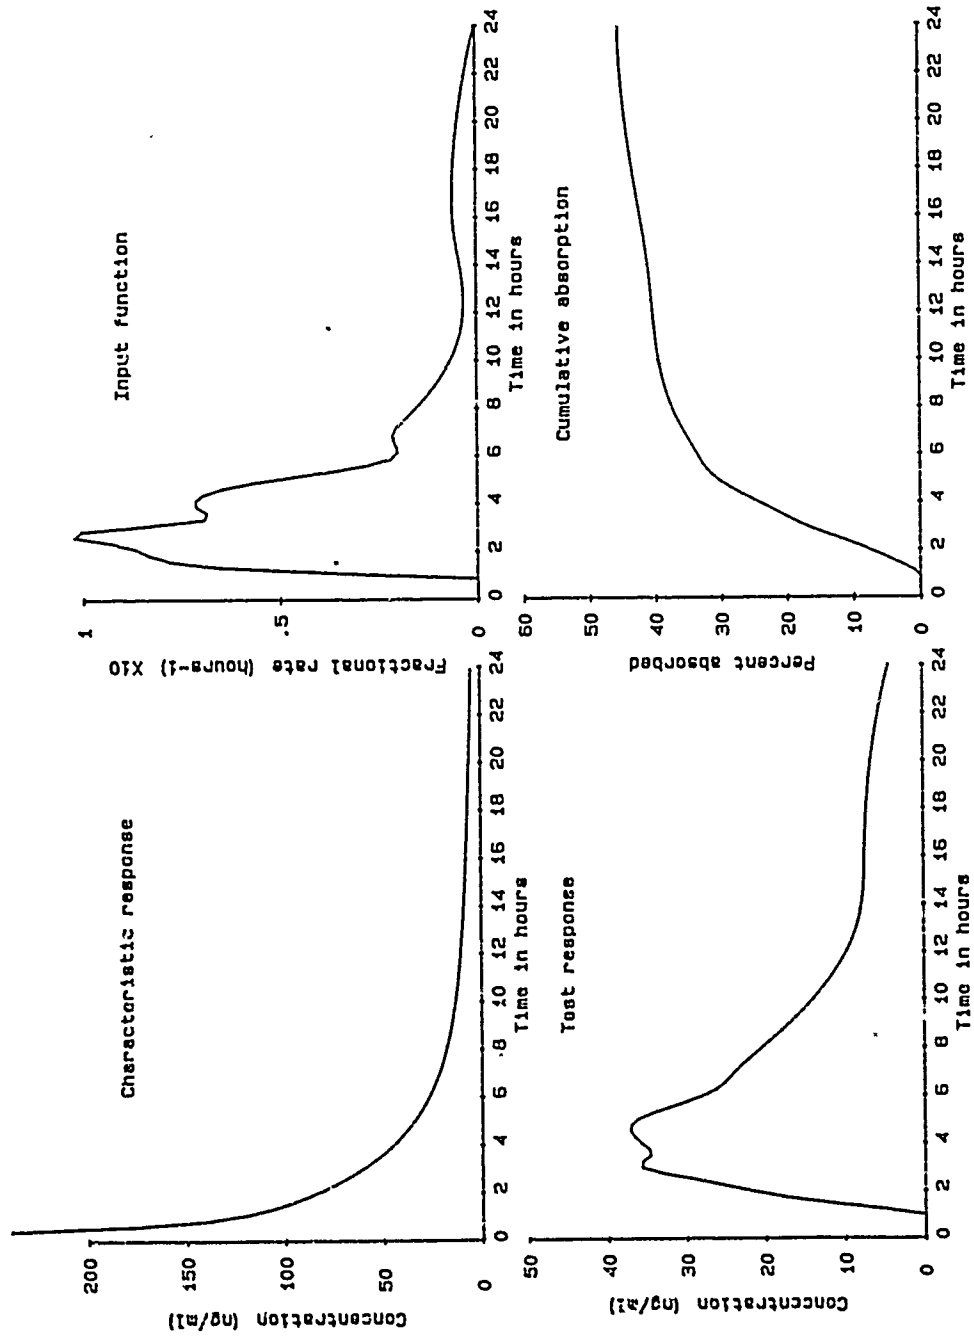 Characteristic response
200
150
100
50
0
Concentration (ng/ml)
0 2 4 6 8 10 12 14 16 18 20 22 24
Time in hours
Input function
1
.5
0
Fractional rate (hours-1) X10
0 2 4 6 8 10 12 14 16 18 20 22 24
Time in hours
Test response
50
40
30
20
10
0
Concentration (ng/ml)
0 2 4 6 8 10 12 14 16 18 20 22 24
Time in hours
Cumulative absorption
60
50
40
30
20
10
0
Percent absorbed
0 2 4 6 8 10 12 14 16 18 20 22 24
Time in hours